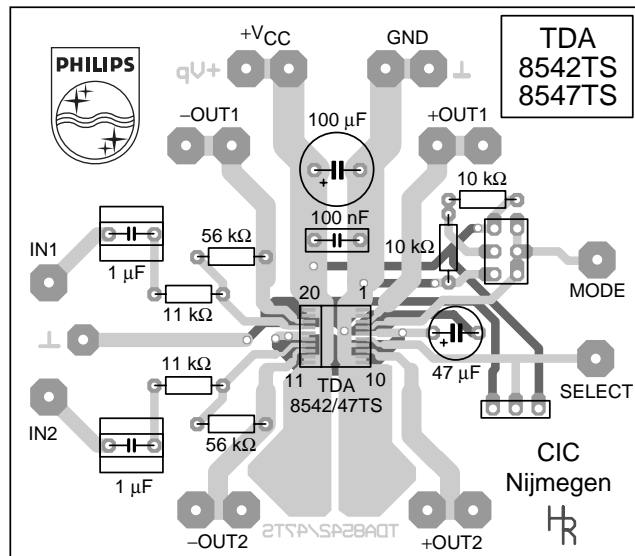 +VCC
GND
TDA
8542TS
8547TS
PHILIPS
+Vp
⊥
−OUT1
100 µF
+OUT1
+
10 kΩ
100 nF
56 kΩ
10 kΩ
IN1
1 µF
MODE
20
1
11 kΩ
⊥
+
11 kΩ
47 µF
11
10
TDA
8542/47TS
SELECT
IN2
56 kΩ
1 µF
CIC
Nijmegen
HR
TDA8542/47TS
−OUT2
+OUT2